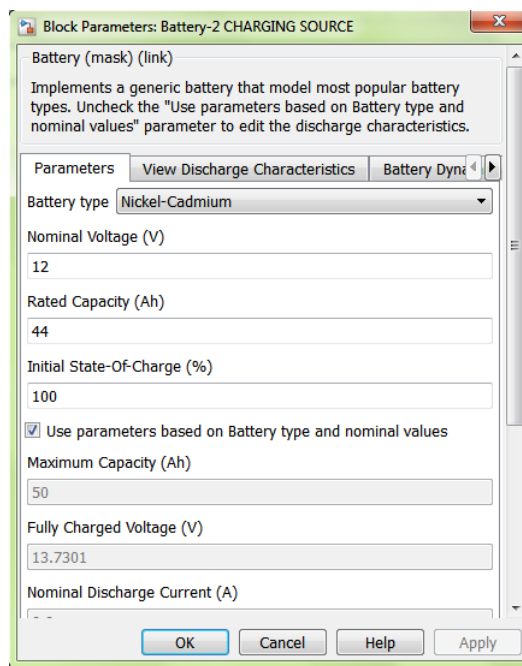 Block Parameters: Battery-2 CHARGING SOURCE
Battery (mask) (link)
Implements a generic battery that model most popular battery
types. Uncheck the "Use parameters based on Battery type and
nominal values" parameter to edit the discharge characteristics.
Parameters View Discharge Characteristics Battery Dyna
Battery type Nickel-Cadmium
Nominal Voltage (V)
12
Rated Capacity (Ah)
44
Initial State-Of-Charge (%)
100
Use parameters based on Battery type and nominal values
Maximum Capacity (Ah)
50
Fully Charged Voltage (V)
13.7301
Nominal Discharge Current (A)
OK Cancel Help Apply